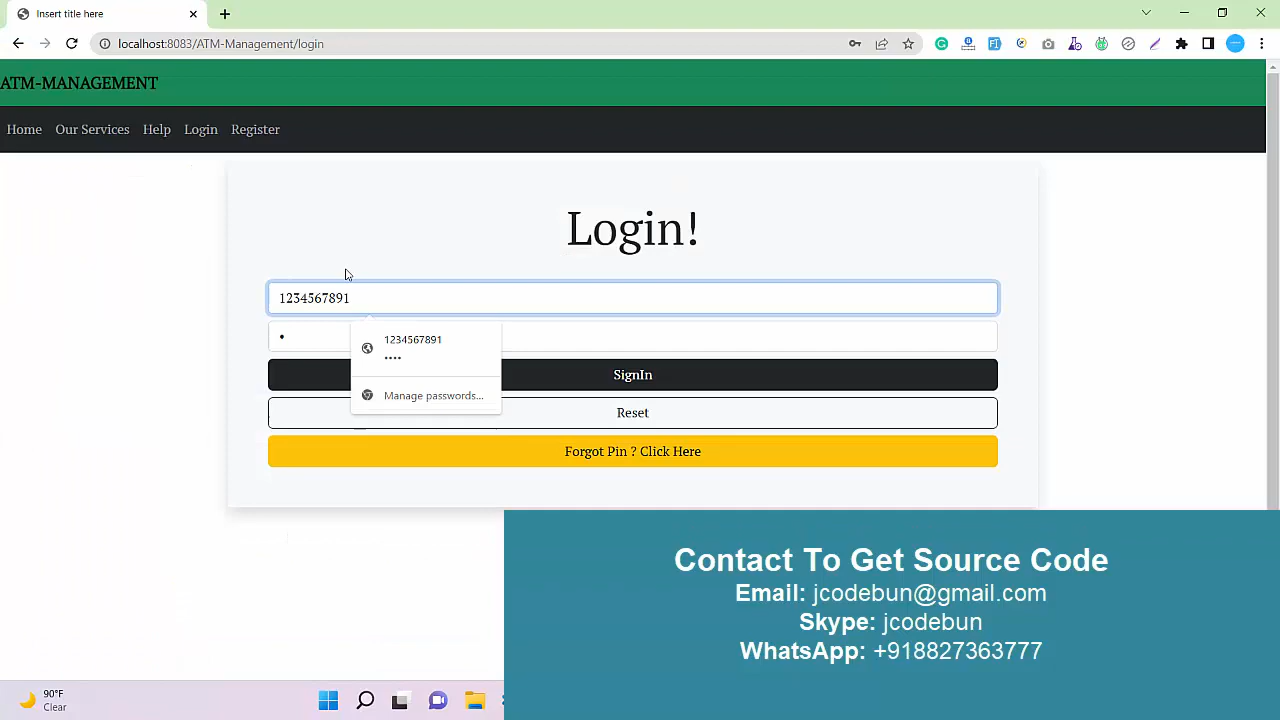 Insert title here
localhost:8083/ATM-Management/login
ATM-MANAGEMENT
Home Our Services Help Login Register
Login!
1234567891
•
1234567891
••••
Manage passwords...
SignIn
Reset
Forgot Pin ? Click Here
Contact To Get Source Code
Email: jcodebun@gmail.com
Skype: jcodebun
WhatsApp: +918827363777
90°F
Clear